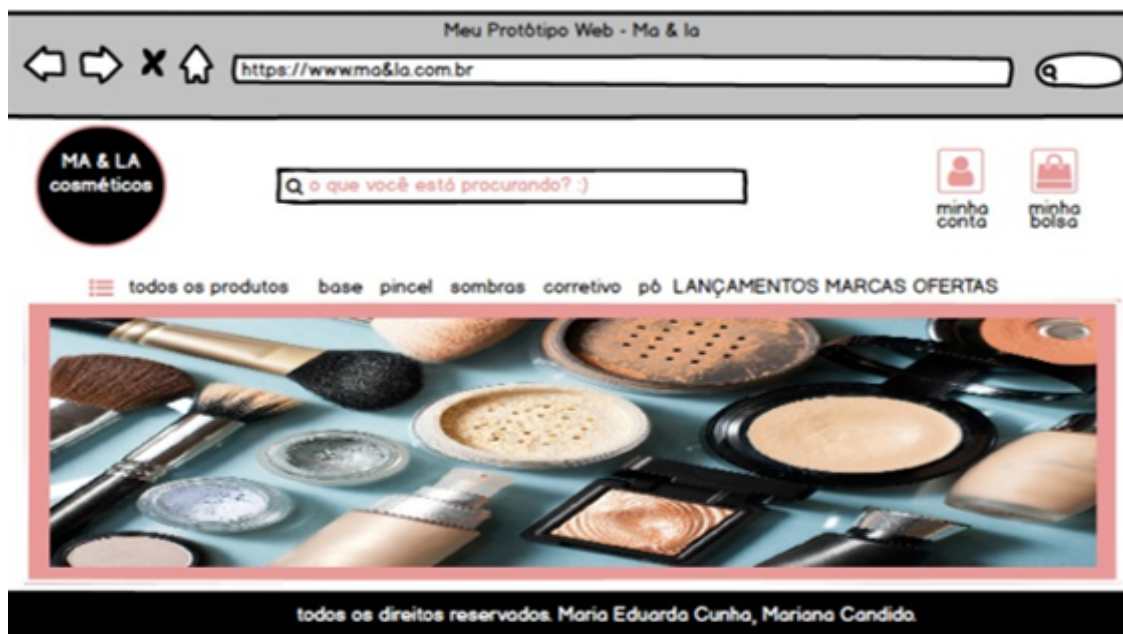 Meu Protótipo Web - Ma & la
https://www.ma&la.com.br
MA & LA
cosméticos
o que você está procurando? :)
minha
conta
minha
bolsa
todos os produtos base pincel sombras corretivo pó LANÇAMENTOS MARCAS OFERTAS
todos os direitos reservados. Maria Eduarda Cunha, Mariana Candido.